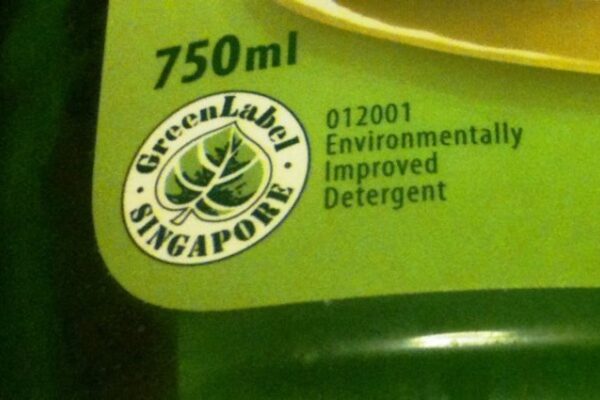 750ml
GreenLabel
SINGAPORE
012001
Environmentally
Improved
Detergent